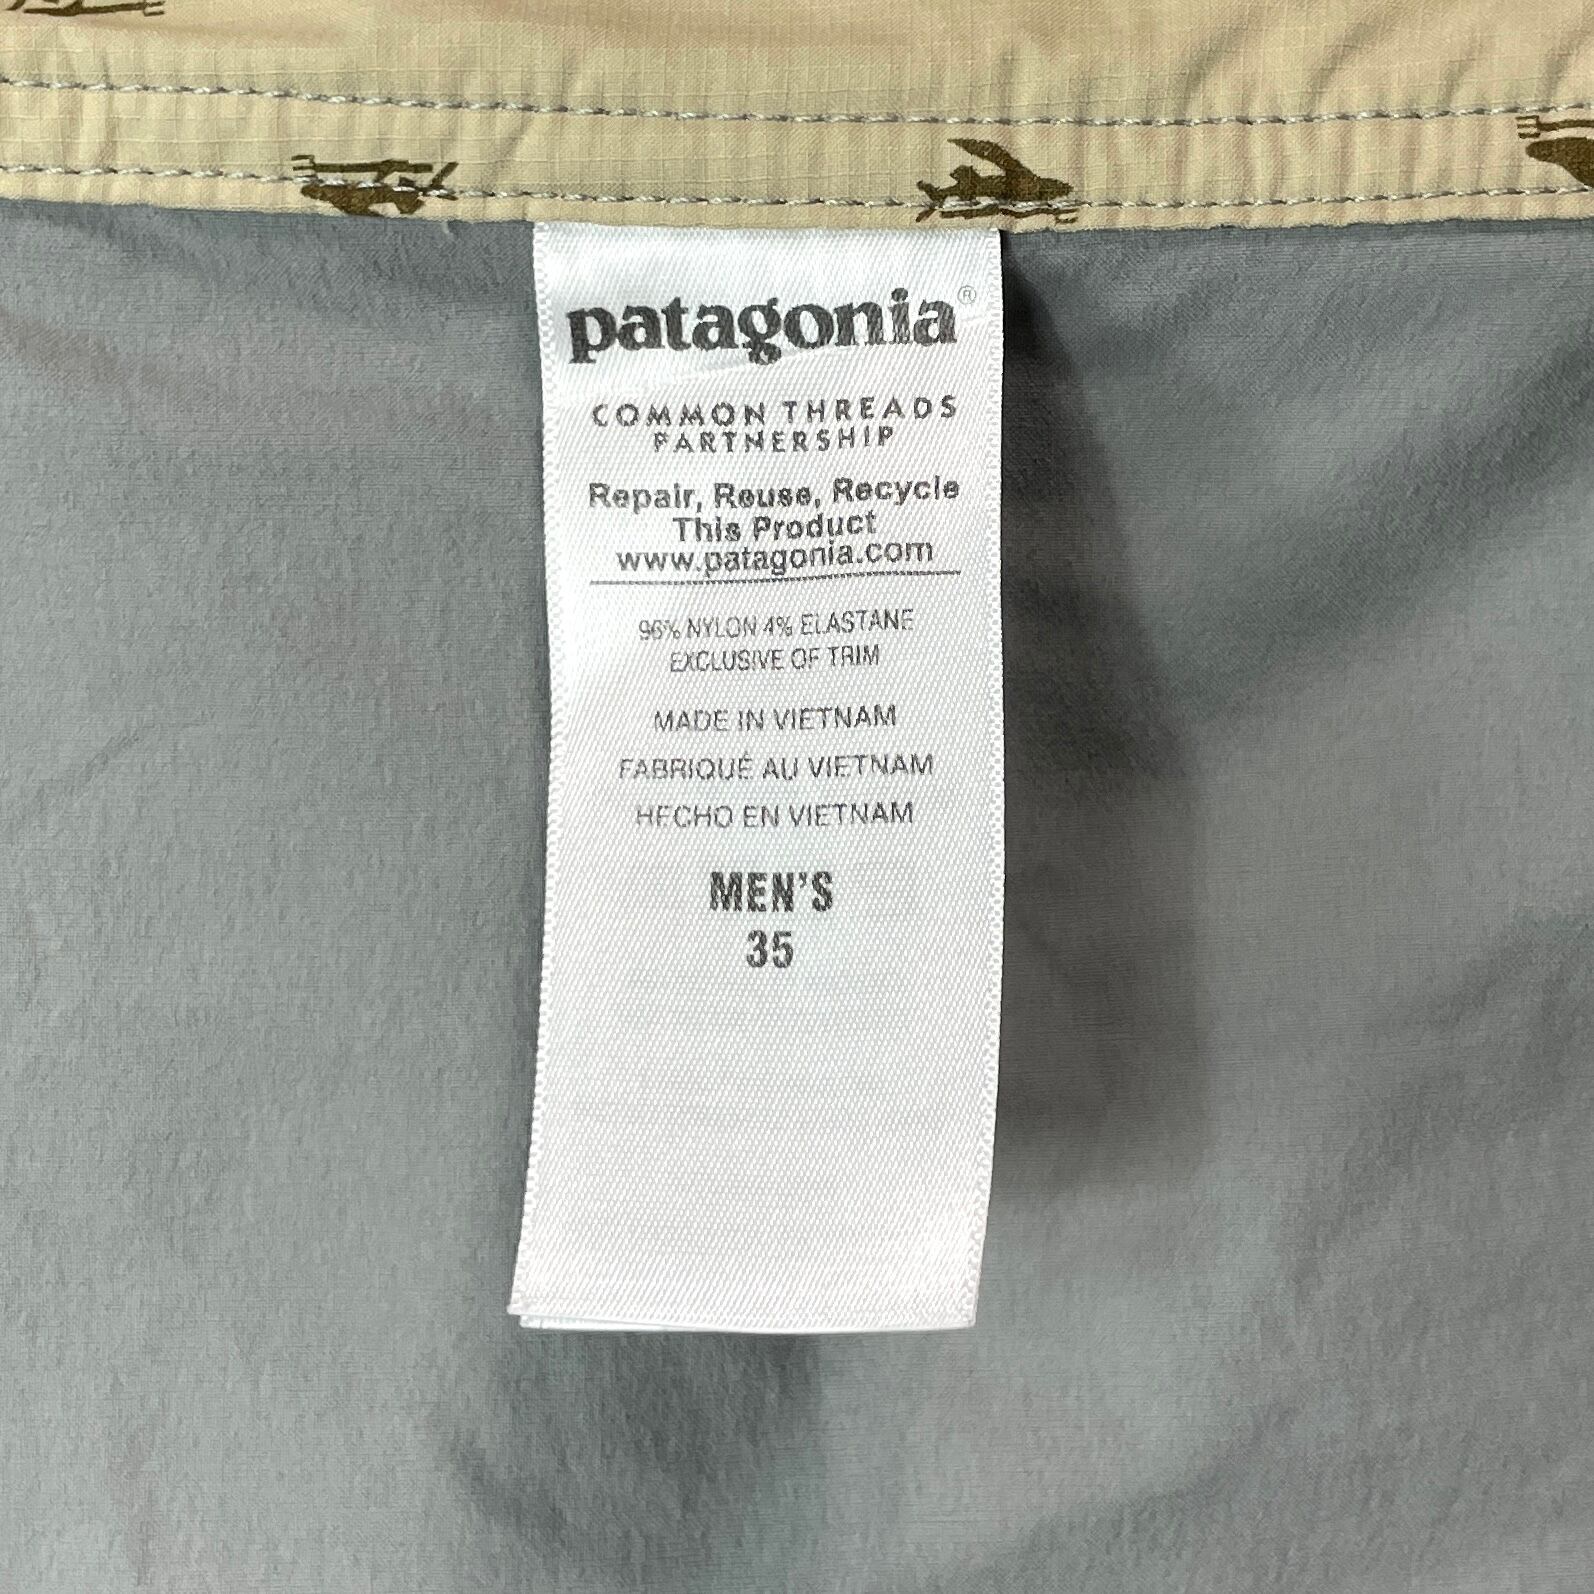 patagonia®
COMMON THREADS
PARTNERSHIP
Repair, Reuse, Recycle
This Product
www.patagonia.com
96% NYLON 4% ELASTANE
EXCLUSIVE OF TRIM
MADE IN VIETNAM
FABRIQUÉ AU VIETNAM
HECHO EN VIETNAM
MEN'S
35